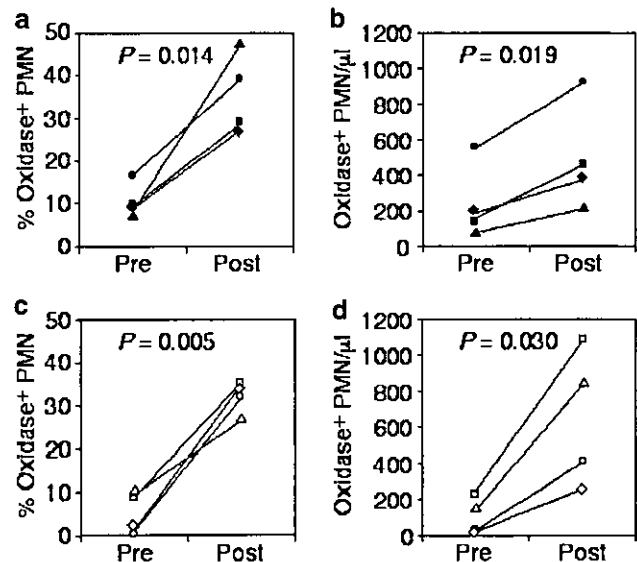 a
P = 0.014
% Oxidase+ PMN
50
40
30
20
10
0
Pre Post
b
P = 0.019
Oxidase+ PMN/µl
1200
1000
800
600
400
200
0
Pre Post
c
P = 0.005
% Oxidase+ PMN
50
40
30
20
10
0
Pre Post
d
P = 0.030
Oxidase+ PMN/µl
1200
1000
800
600
400
200
0
Pre Post